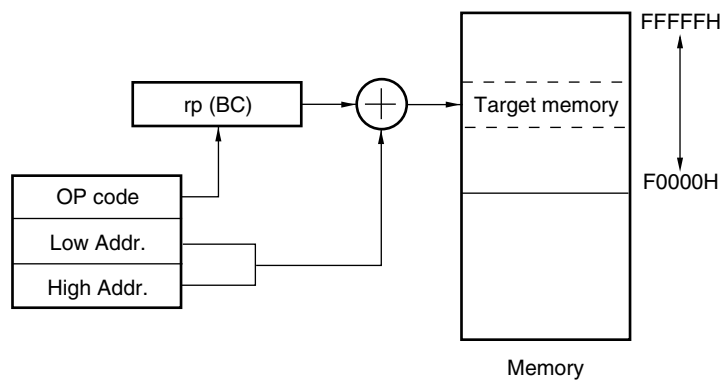 FFFFFH
rp (BC)
Target memory
OP code
F0000H
Low Addr.
High Addr.
Memory